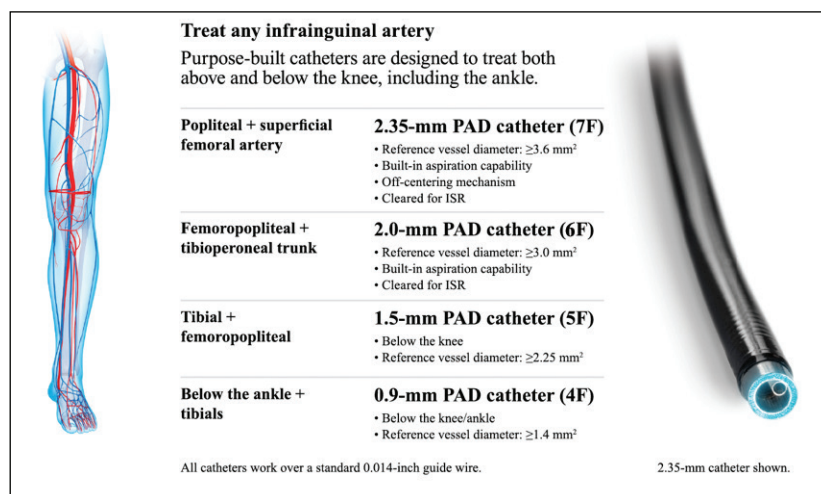 Treat any infrainguinal artery
Purpose-built catheters are designed to treat both
above and below the knee, including the ankle.
Popliteal + superficial
femoral artery
2.35-mm PAD catheter (7F)
• Reference vessel diameter: ≥3.6 mm²
• Built-in aspiration capability
• Off-centering mechanism
• Cleared for ISR
Femoropopliteal +
tibioperoneal trunk
2.0-mm PAD catheter (6F)
• Reference vessel diameter: ≥3.0 mm²
• Built-in aspiration capability
• Cleared for ISR
Tibial +
femoropopliteal
1.5-mm PAD catheter (5F)
• Below the knee
• Reference vessel diameter: ≥2.25 mm²
Below the ankle +
tibials
0.9-mm PAD catheter (4F)
• Below the knee/ankle
• Reference vessel diameter: ≥1.4 mm²
All catheters work over a standard 0.014-inch guide wire.
2.35-mm catheter shown.